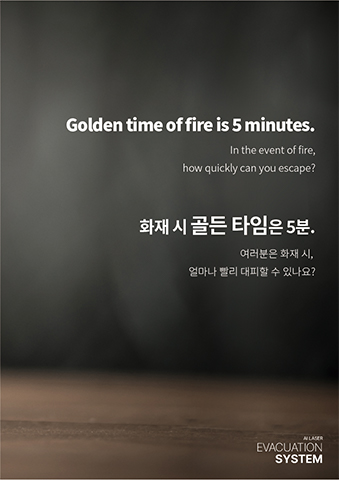 Golden time of fire is 5 minutes.
In the event of fire,
how quickly can you escape?
화재 시 골든 타임은 5분.
여러분은 화재 시,
얼마나 빨리 대피할 수 있나요?
AI LASER
EVACUATION
SYSTEM